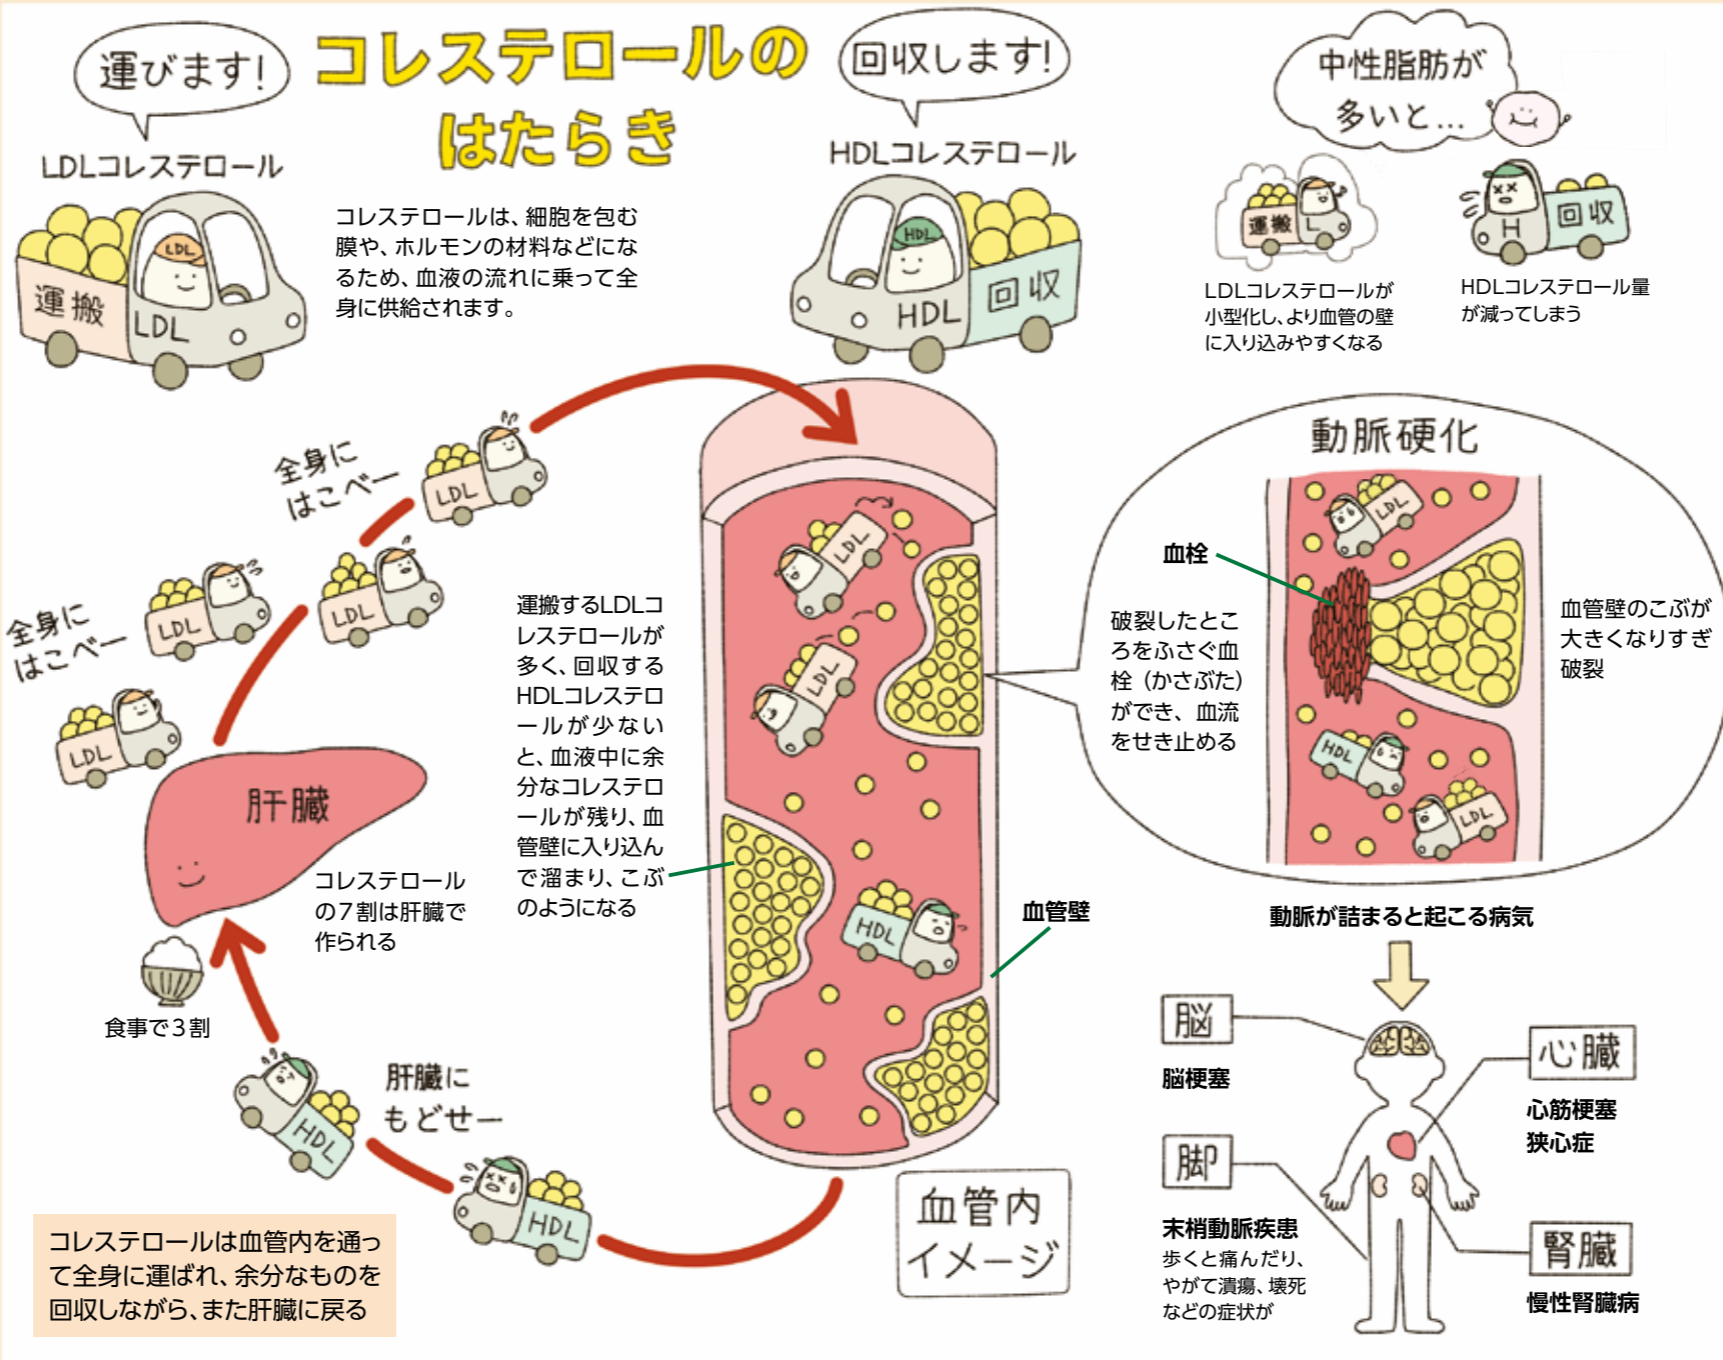 運びます!
コレステロールの
はたらき
回収します!
LDLコレステロール
LDL
運搬
LDL
コレステロールは、細胞を包む
膜や、ホルモンの材料などにな
るため、血液の流れに乗って全
身に供給されます。
HDLコレステロール
HDL
HDL
回収
中性脂肪が
多いと…
運搬
L
LDLコレステロールが
小型化し、より血管の壁
に入り込みやすくなる
H
回収
HDLコレステロール量
が減ってしまう
全身に
はこべー
LDL
LDL
全身に
はこべー
LDL
LDL
肝臓
コレステロール
の7割は肝臓で
作られる
食事で3割
HDL
肝臓に
もどせー
HDL
コレステロールは血管内を通っ
て全身に運ばれ、余分なものを
回収しながら、また肝臓に戻る
運搬するLDLコ
レステロールが
多く、回収する
HDLコレステロ
ールが少ない
と、血液中に余
分なコレステロ
ールが残り、血
管壁に入り込ん
で溜まり、こぶ
のようになる
LDL
LDL
HDL
血管壁
血管内
イメージ
動脈硬化
LDL
血栓
破裂したとこ
ろをふさぐ血
栓（かさぶた）
ができ、血流
をせき止める
血管壁のこぶが
大きくなりすぎ
破裂
HDL
LDL
動脈が詰まると起こる病気
脳
脳梗塞
心臓
心筋梗塞
狭心症
脚
末梢動脈疾患
歩くと痛んだり、
やがて潰瘍、壊死
などの症状が
腎臓
慢性腎臓病